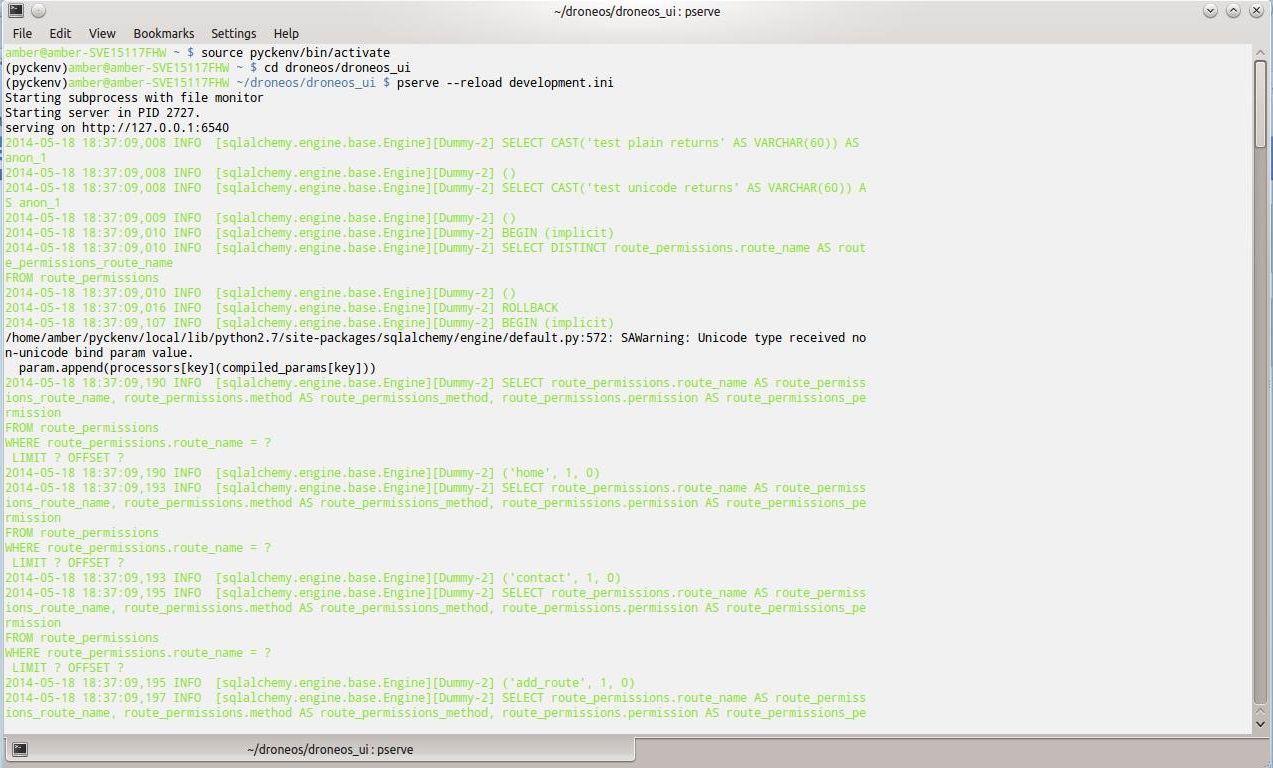 ~/droneos/droneos_ui : pserve
File Edit View Bookmarks Settings Help
amber@amber-SVE15117FHW ~ $ source pyckenv/bin/activate
(pyckenv)amber@amber-SVE15117FHW ~ $ cd droneos/droneos_ui
(pyckenv)amber@amber-SVE15117FHW ~/droneos/droneos_ui $ pserve --reload development.ini
Starting subprocess with file monitor
Starting server in PID 2727.
serving on http://127.0.0.1:6540
2014-05-18 18:37:09,008 INFO  [sqlalchemy.engine.base.Engine][Dummy-2] SELECT CAST('test plain returns' AS VARCHAR(60)) AS
anon_1
2014-05-18 18:37:09,008 INFO  [sqlalchemy.engine.base.Engine][Dummy-2] ()
2014-05-18 18:37:09,008 INFO  [sqlalchemy.engine.base.Engine][Dummy-2] SELECT CAST('test unicode returns' AS VARCHAR(60)) A
S anon_1
2014-05-18 18:37:09,009 INFO  [sqlalchemy.engine.base.Engine][Dummy-2] ()
2014-05-18 18:37:09,010 INFO  [sqlalchemy.engine.base.Engine][Dummy-2] BEGIN (implicit)
2014-05-18 18:37:09,010 INFO  [sqlalchemy.engine.base.Engine][Dummy-2] SELECT DISTINCT route_permissions.route_name AS rout
e_permissions_route_name
FROM route_permissions
2014-05-18 18:37:09,010 INFO  [sqlalchemy.engine.base.Engine][Dummy-2] ()
2014-05-18 18:37:09,016 INFO  [sqlalchemy.engine.base.Engine][Dummy-2] ROLLBACK
2014-05-18 18:37:09,107 INFO  [sqlalchemy.engine.base.Engine][Dummy-2] BEGIN (implicit)
/home/amber/pyckenv/local/lib/python2.7/site-packages/sqlalchemy/engine/default.py:572: SAWarning: Unicode type received no
n-unicode bind param value.
  param.append(processors[key](compiled_params[key]))
2014-05-18 18:37:09,190 INFO  [sqlalchemy.engine.base.Engine][Dummy-2] SELECT route_permissions.route_name AS route_permiss
ions_route_name, route_permissions.method AS route_permissions_method, route_permissions.permission AS route_permissions_pe
rmission
FROM route_permissions
WHERE route_permissions.route_name = ?
 LIMIT ? OFFSET ?
2014-05-18 18:37:09,190 INFO  [sqlalchemy.engine.base.Engine][Dummy-2] ('home', 1, 0)
2014-05-18 18:37:09,193 INFO  [sqlalchemy.engine.base.Engine][Dummy-2] SELECT route_permissions.route_name AS route_permiss
ions_route_name, route_permissions.method AS route_permissions_method, route_permissions.permission AS route_permissions_pe
rmission
FROM route_permissions
WHERE route_permissions.route_name = ?
 LIMIT ? OFFSET ?
2014-05-18 18:37:09,193 INFO  [sqlalchemy.engine.base.Engine][Dummy-2] ('contact', 1, 0)
2014-05-18 18:37:09,195 INFO  [sqlalchemy.engine.base.Engine][Dummy-2] SELECT route_permissions.route_name AS route_permiss
ions_route_name, route_permissions.method AS route_permissions_method, route_permissions.permission AS route_permissions_pe
rmission
FROM route_permissions
WHERE route_permissions.route_name = ?
 LIMIT ? OFFSET ?
2014-05-18 18:37:09,195 INFO  [sqlalchemy.engine.base.Engine][Dummy-2] ('add_route', 1, 0)
2014-05-18 18:37:09,197 INFO  [sqlalchemy.engine.base.Engine][Dummy-2] SELECT route_permissions.route_name AS route_permiss
ions_route_name, route_permissions.method AS route_permissions_method, route_permissions.permission AS route_permissions_pe
~/droneos/droneos_ui : pserve